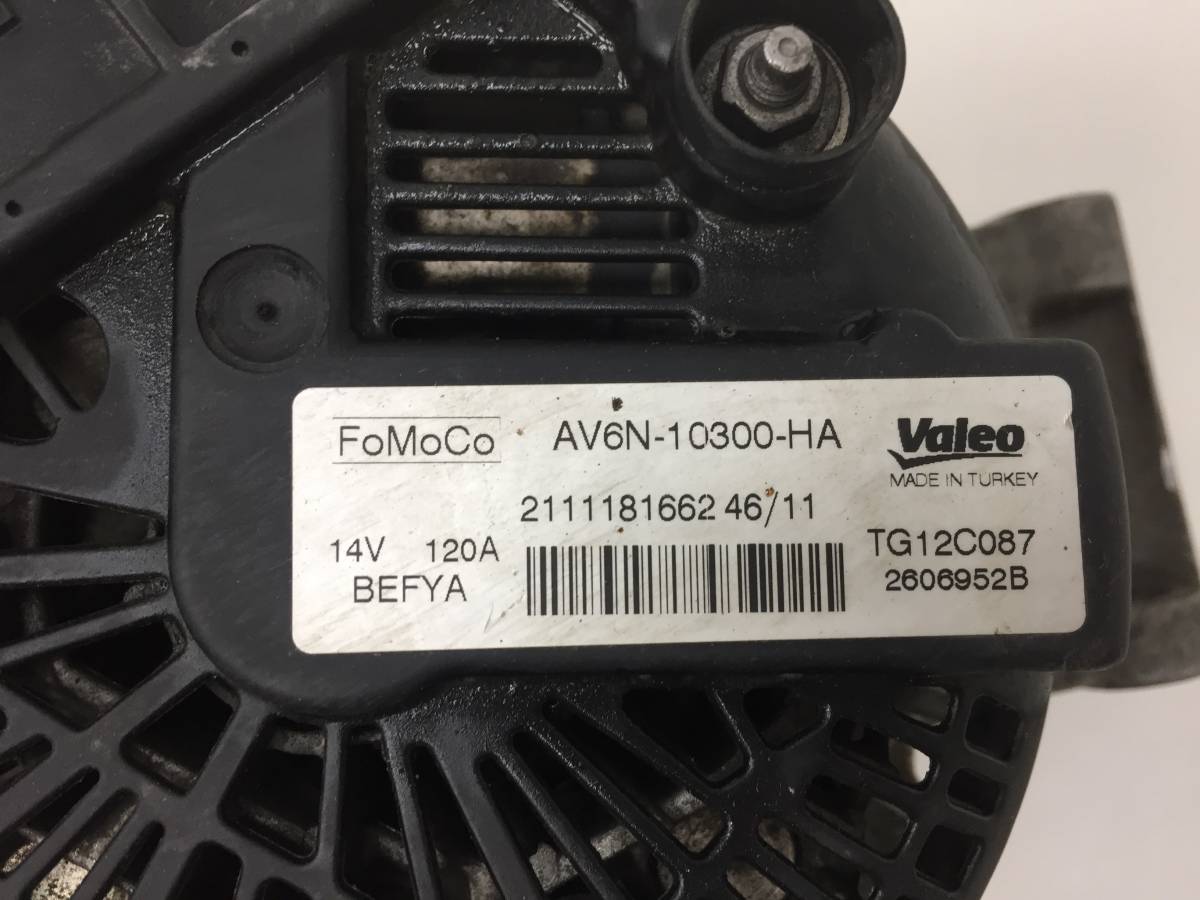 FoMoCo AV6N-10300-HA Valeo
MADE IN TURKEY
2111181662 46/11
14V 120A TG12C087
BEFYA 2606952B